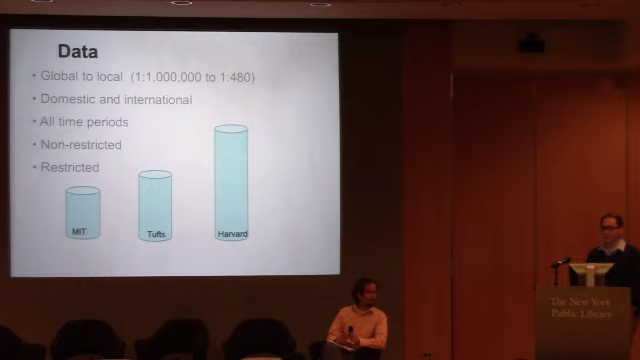 Data
• Global to local (1:1,000,000 to 1:480)
• Domestic and international
• All time periods
• Non-restricted
• Restricted
MIT
Tufts
Harvard
The New York
Public Library